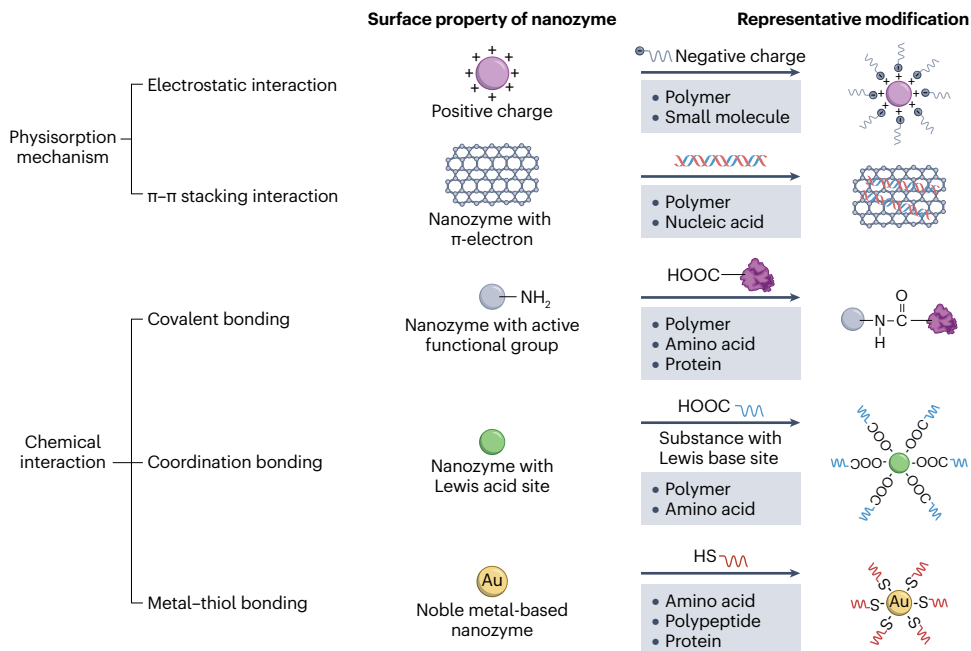 Surface property of nanozyme
Representative modification
Physisorption
mechanism
Electrostatic interaction
+ + + + + + + +
Positive charge
Negative charge
• Polymer
• Small molecule
+ + + + + + + +
π–π stacking interaction
Nanozyme with
π-electron
• Polymer
• Nucleic acid
Chemical
interaction
Covalent bonding
NH₂
Nanozyme with active
functional group
HOOC
• Polymer
• Amino acid
• Protein
O
N C
H
Coordination bonding
Nanozyme with
Lewis acid site
HOOC
Substance with
Lewis base site
• Polymer
• Amino acid
OOC OOC
OOC OOC
OOC OOC
Metal–thiol bonding
Au
Noble metal-based
nanozyme
HS
• Amino acid
• Polypeptide
• Protein
S S
S Au S
S S